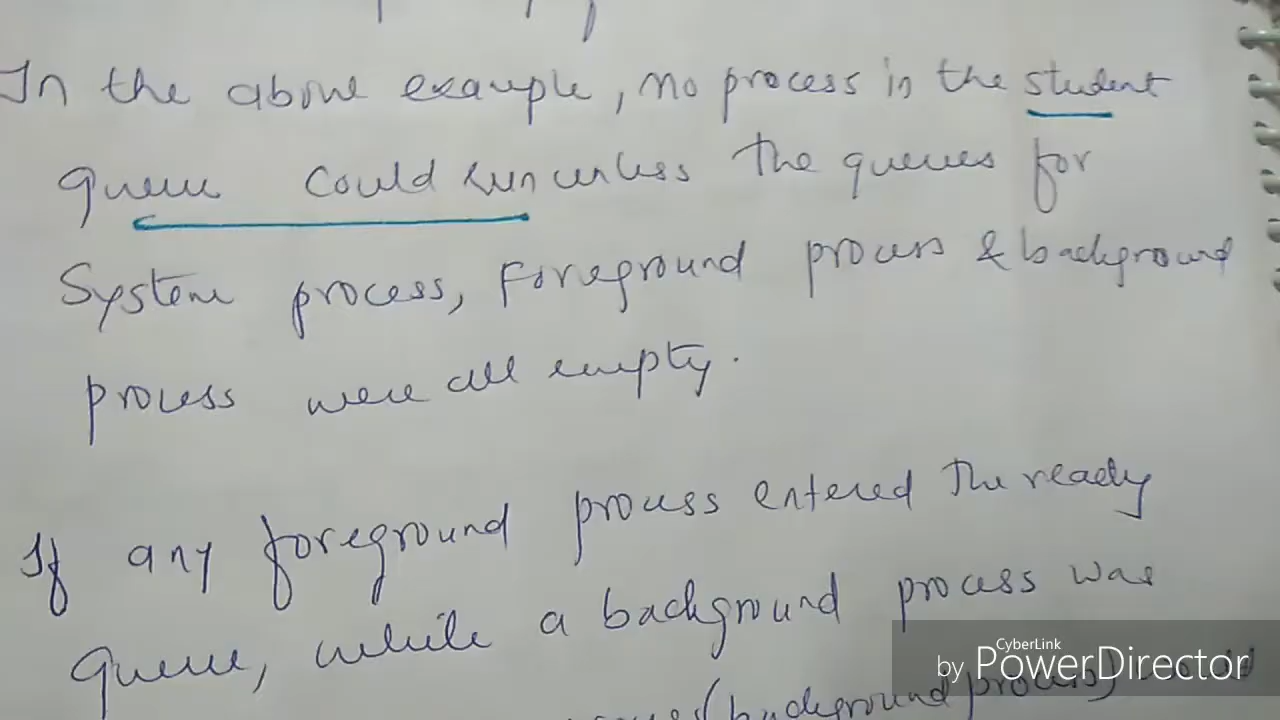 In the above example, no process in the student
queue could run unless the queues for
System process, Foreground process & background
process were all empty.
If any foreground process entered the ready
queue, while a background process was
(background process)
CyberLink
by PowerDirector